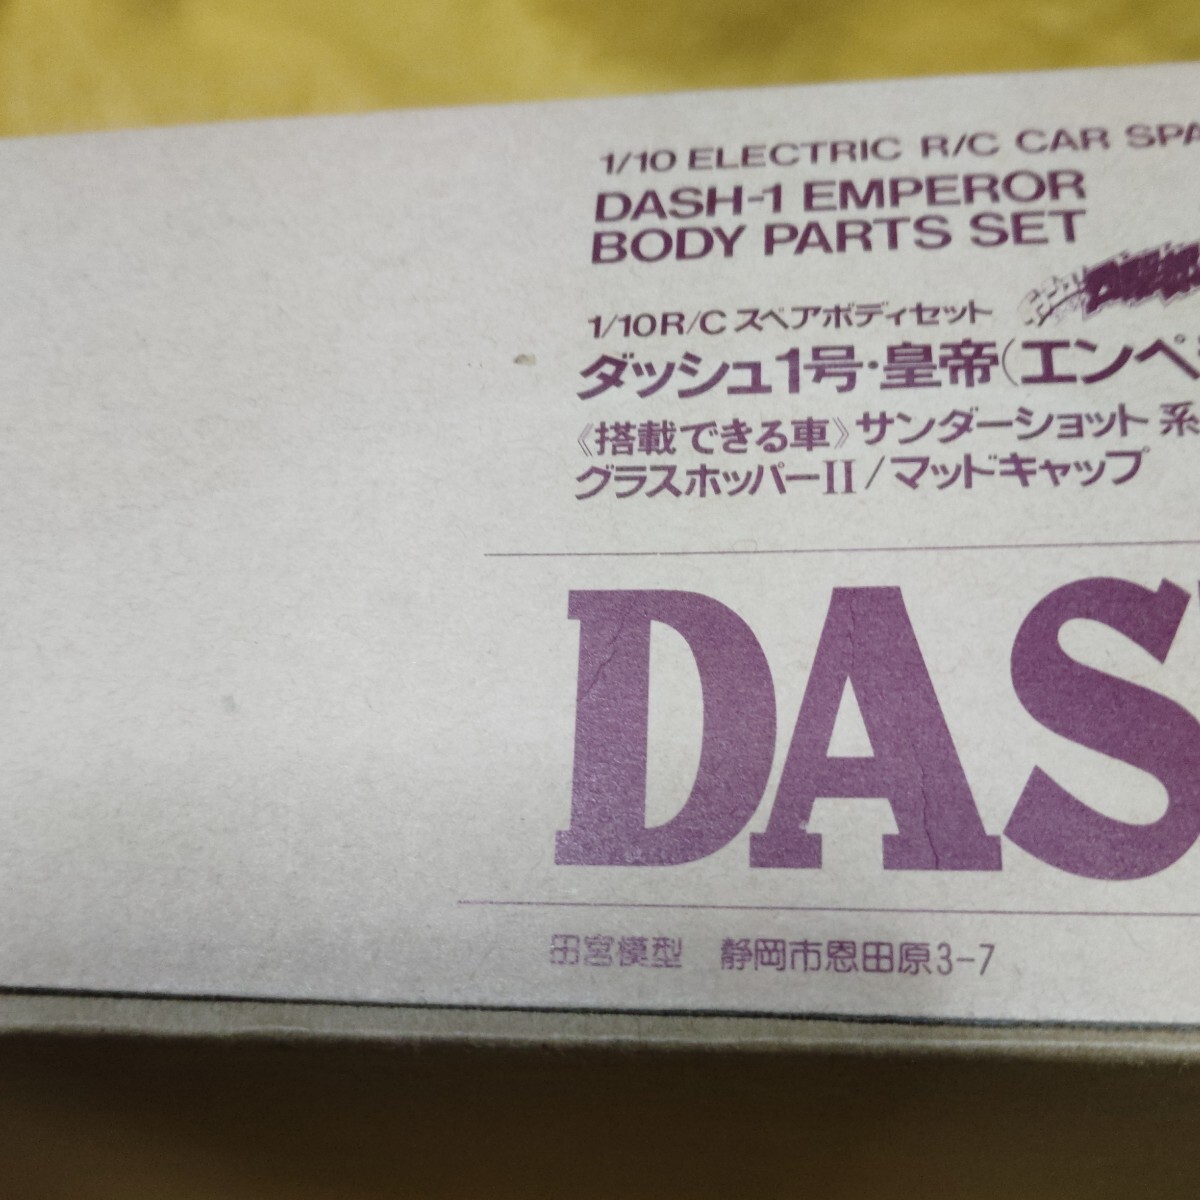 1/10 ELECTRIC R/C CAR SPA
DASH-1 EMPEROR
BODY PARTS SET
1/10R/C スペアボディセット
ダッシュ1号・皇帝(エンペ
《搭載できる車》サンダーショット系
グラスホッパーII/マッドキャップ
DAS
田宮模型 静岡市恩田原3-7